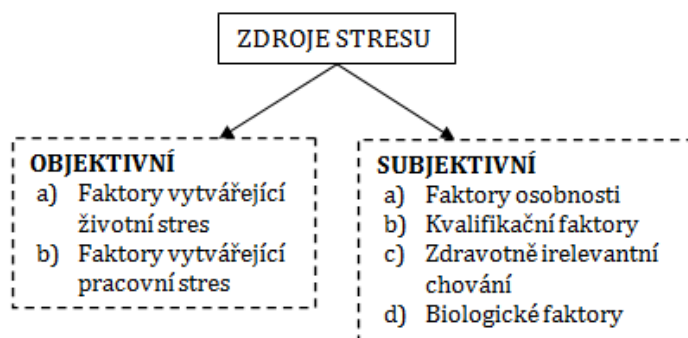 ZDROJE STRESU
OBJEKTIVNÍ
a) Faktory vytvářející
životní stres
b) Faktory vytvářející
pracovní stres
SUBJEKTIVNÍ
a) Faktory osobnosti
b) Kvalifikační faktory
c) Zdravotně irelevantní
chování
d) Biologické faktory